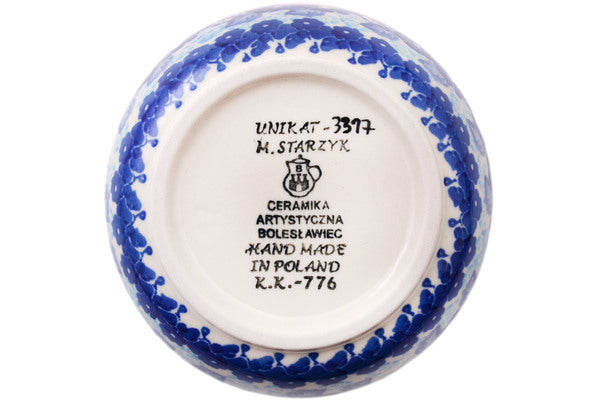 UNIKAT-3397
M.STARZYK
B
CERAMIKA
ARTYSTYCZNA
BOLESŁAWIEC
HAND MADE
IN POLAND
K.K.-776